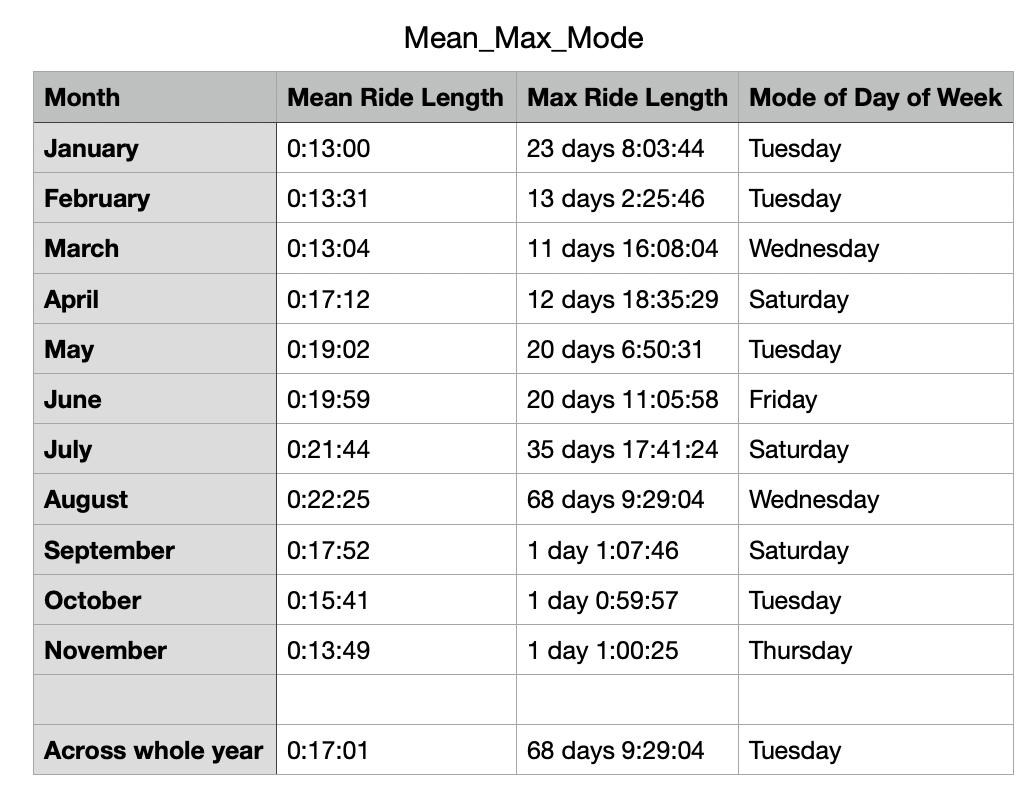 Mean_Max_Mode
Month Mean Ride Length Max Ride Length Mode of Day of Week
January 0:13:00 23 days 8:03:44 Tuesday
February 0:13:31 13 days 2:25:46 Tuesday
March 0:13:04 11 days 16:08:04 Wednesday
April 0:17:12 12 days 18:35:29 Saturday
May 0:19:02 20 days 6:50:31 Tuesday
June 0:19:59 20 days 11:05:58 Friday
July 0:21:44 35 days 17:41:24 Saturday
August 0:22:25 68 days 9:29:04 Wednesday
September 0:17:52 1 day 1:07:46 Saturday
October 0:15:41 1 day 0:59:57 Tuesday
November 0:13:49 1 day 1:00:25 Thursday
Across whole year 0:17:01 68 days 9:29:04 Tuesday